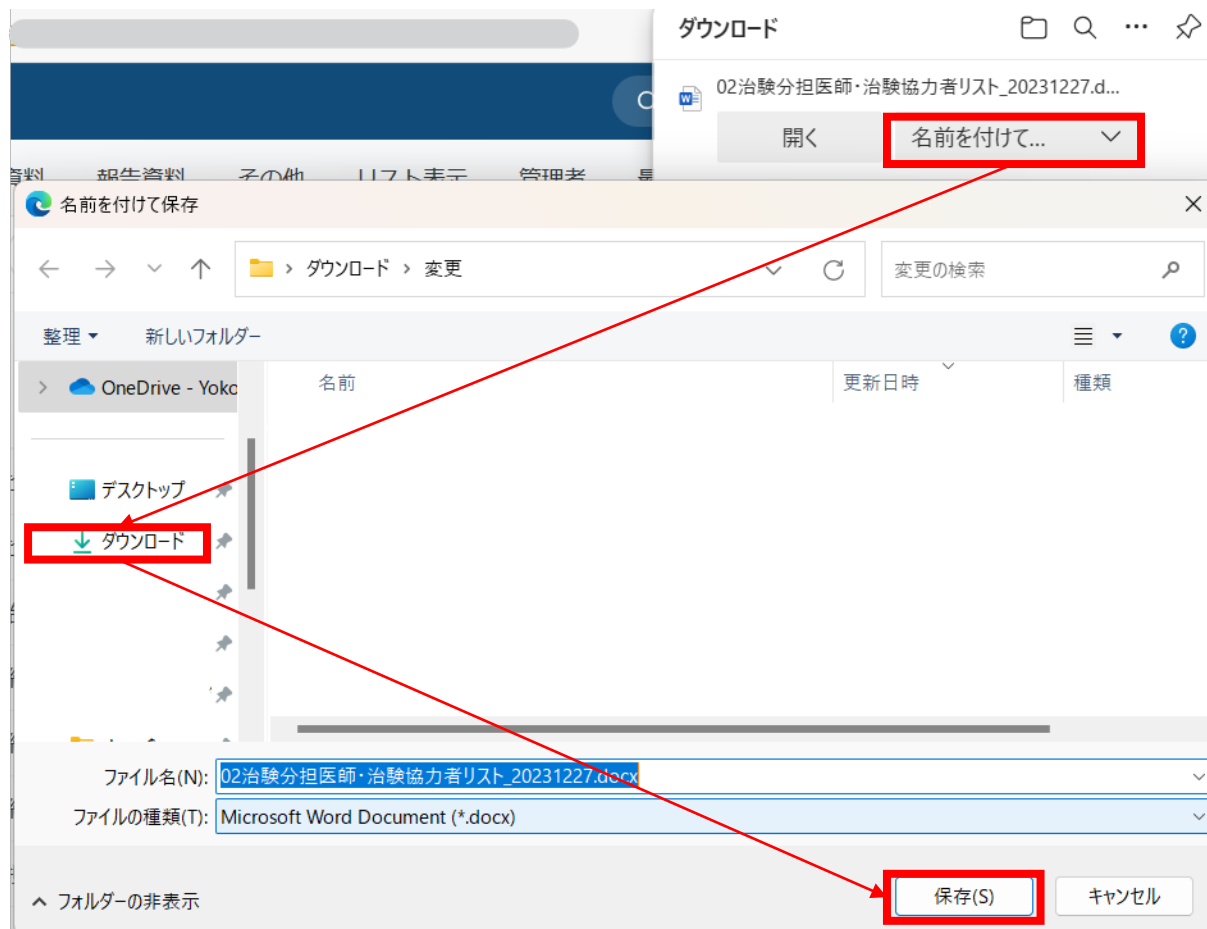 ダウンロード
02治験分担医師・治験協力者リスト_20231227.d...
開く
名前を付けて...
報告資料 その他 リスト表示 管理者
名前を付けて保存
ダウンロード › 変更
変更の検索
整理
新しいフォルダー
OneDrive - Yoko
名前
更新日時
種類
デスクトップ
ダウンロード
ファイル名(N): 02治験分担医師・治験協力者リスト_20231227.docx
ファイルの種類(T): Microsoft Word Document (*.docx)
フォルダーの非表示
保存(S)
キャンセル